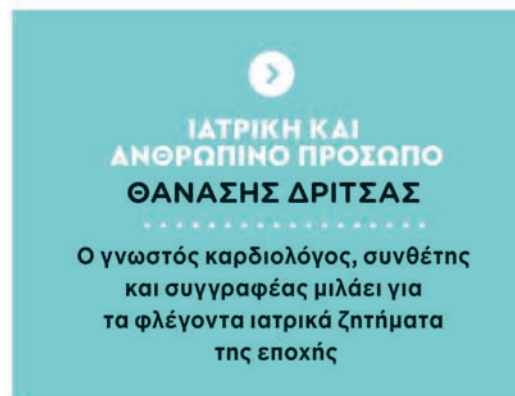 ΙΑΤΡΙΚΗ ΚΑΙ
ΑΝΘΡΩΠΙΝΟ ΠΡΟΣΩΠΟ
ΘΑΝΑΣΗΣ ΔΡΙΤΣΑΣ
Ο γνωστός καρδιολόγος, συνθέτης
και συγγραφέας μιλάει για
τα φλέγοντα ιατρικά ζητήματα
της εποχής